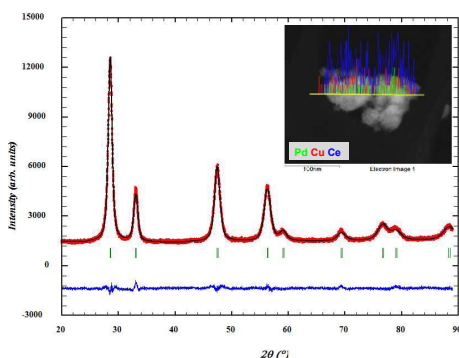 15000
12000
9000
6000
3000
0
-3000
Intensity (arb. units)
Pd Cu Ce
100nm
Electron Image 1
20 30 40 50 60 70 80 90
2θ (°)